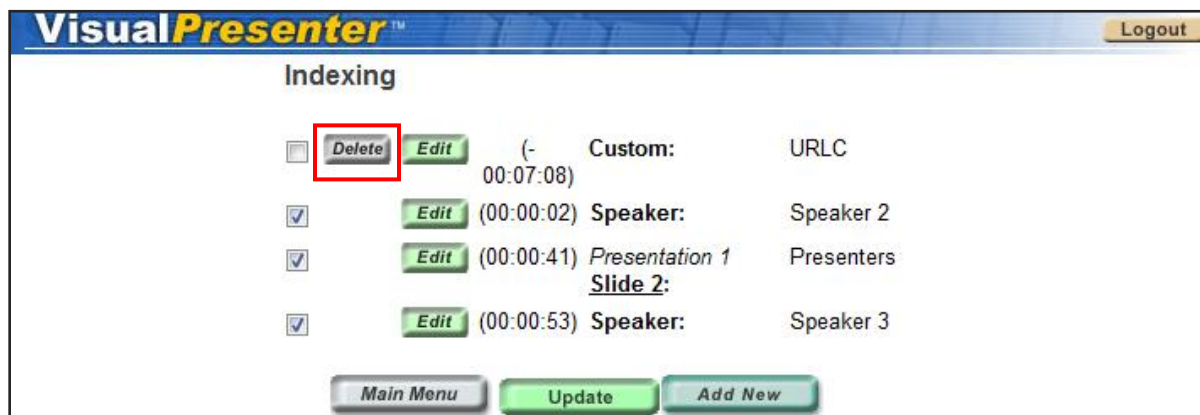 VisualPresenter™
Logout
Indexing
Delete Edit (- Custom: URLC
00:07:08)
Edit (00:00:02) Speaker: Speaker 2
Edit (00:00:41) Presentation 1 Presenters
Slide 2:
Edit (00:00:53) Speaker: Speaker 3
Main Menu Update Add New